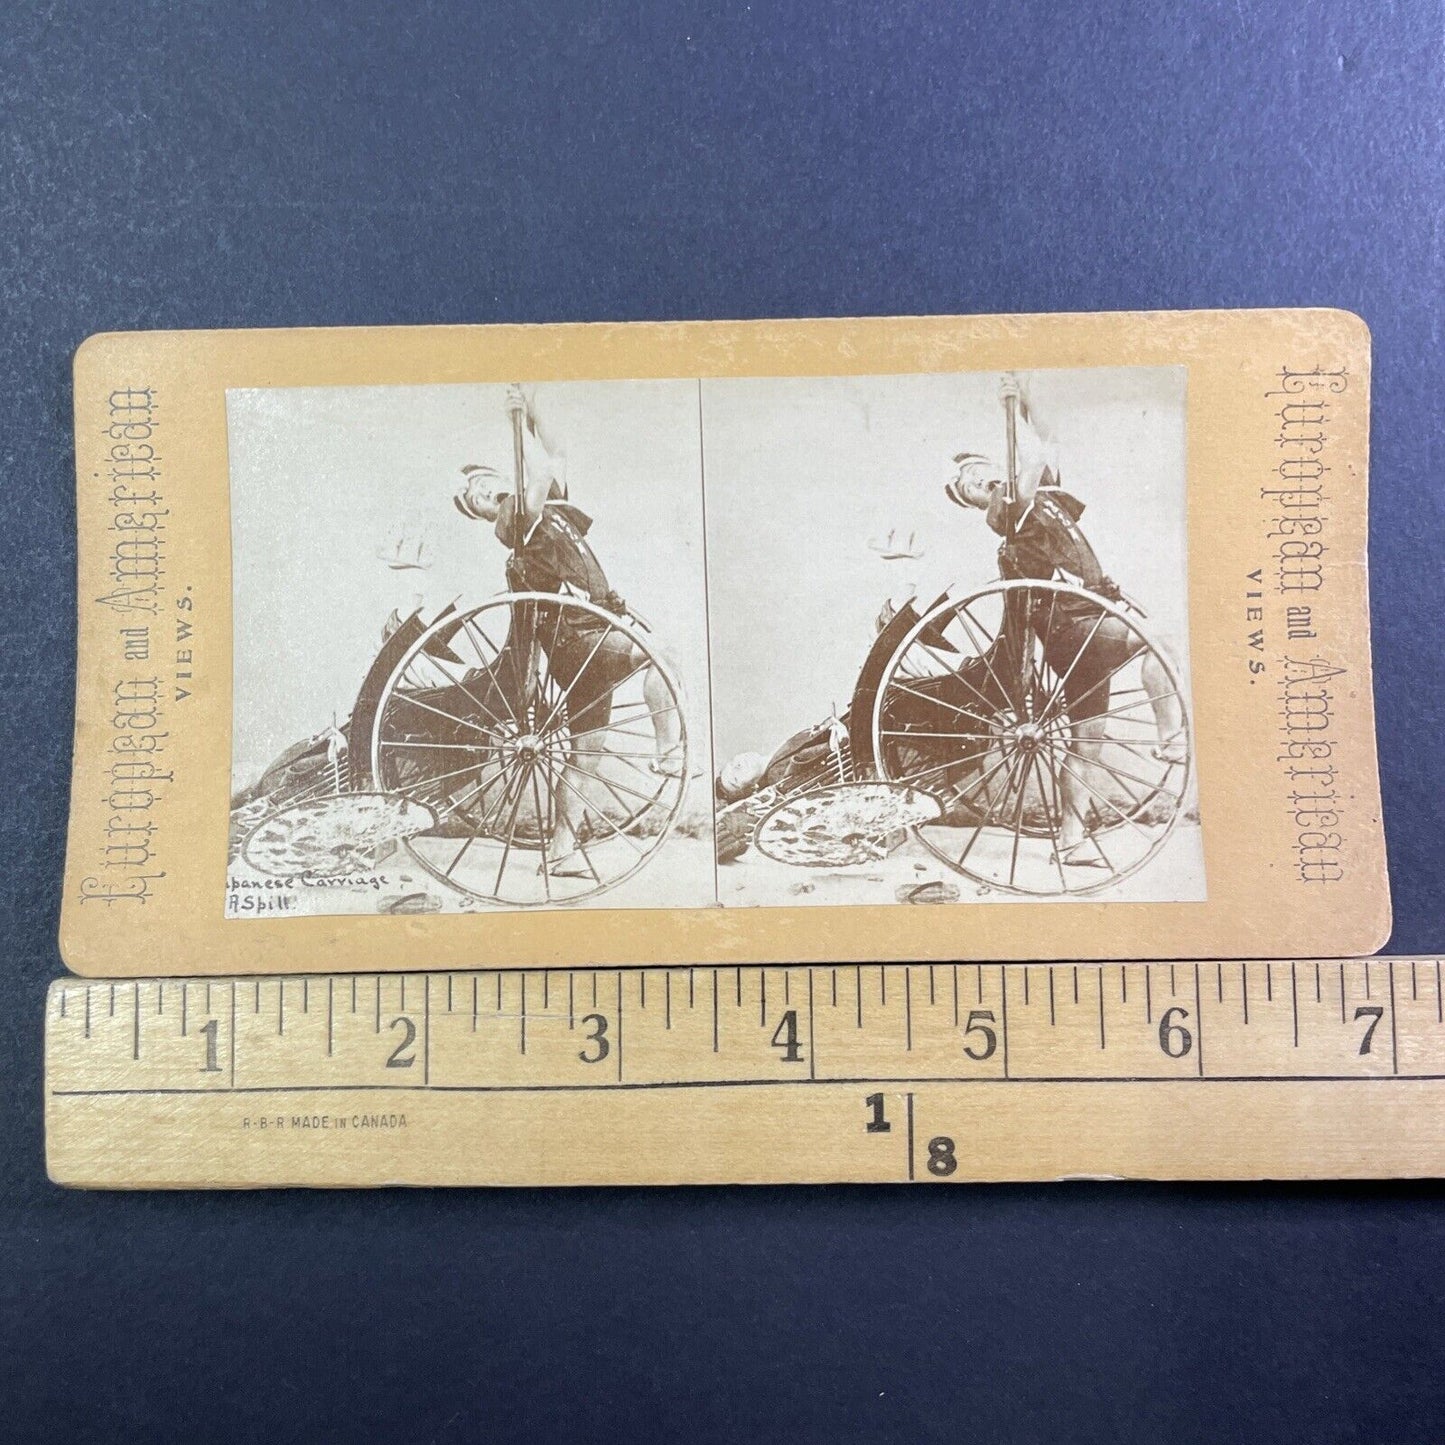 European and American
VIEWS.
European and American
VIEWS.
apanese Carriage.
A Spill.
1 2 3 4 5 6 7
R-B-R MADE IN CANADA
1
8